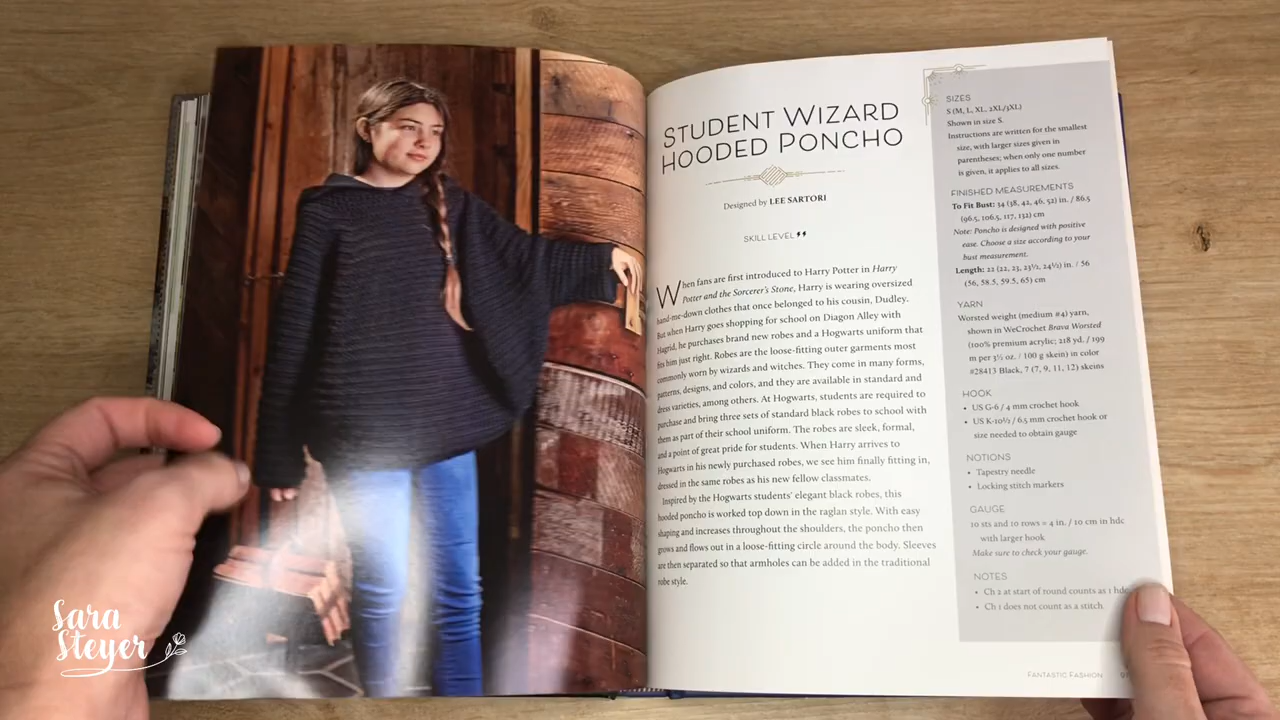 STUDENT WIZARD
HOODED PONCHO
Designed by LEE SARTORI
SKILL LEVEL
When fans are first introduced to Harry Potter in Harry
Potter and the Sorcerer's Stone, Harry is wearing oversized
hand-me-down clothes that once belonged to his cousin, Dudley.
But when Harry goes shopping for school on Diagon Alley with
Hagrid, he purchases brand new robes and a Hogwarts uniform that
fits him just right. Robes are the loose-fitting outer garments most
commonly worn by wizards and witches. They come in many forms,
patterns, designs, and colors, and they are available in standard and
dress varieties, among others. At Hogwarts, students are required to
purchase and bring three sets of standard black robes to school with
them as part of their school uniform. The robes are sleek, formal,
and a point of great pride for students. When Harry arrives to
Hogwarts in his newly purchased robes, we see him finally fitting in,
dressed in the same robes as his new fellow classmates.
Inspired by the Hogwarts students' elegant black robes, this
hooded poncho is worked top down in the raglan style. With easy
shaping and increases throughout the shoulders, the poncho then
grows and flows out in a loose-fitting circle around the body. Sleeves
are then separated so that armholes can be added in the traditional
robe style.
SIZES
S (M, L, XL, 2XL/3XL)
Shown in size S.
Instructions are written for the smallest
size, with larger sizes given in
parentheses; when only one number
is given, it applies to all sizes.
FINISHED MEASUREMENTS
To Fit Bust: 34 (38, 42, 46, 52) in. / 86.5
(96.5, 106.5, 117, 132) cm
Note: Poncho is designed with positive
ease. Choose a size according to your
bust measurement.
Length: 22 (22, 23, 23½, 24½) in. / 56
(56, 58.5, 59.5, 65) cm
YARN
Worsted weight (medium #4) yarn,
shown in WeCrochet Brava Worsted
(100% premium acrylic; 218 yd. / 199
m per 3½ oz. / 100 g skein) in color
#28413 Black, 7 (7, 9, 11, 12) skeins
HOOK
• US G-6 / 4 mm crochet hook
• US K-10½ / 6.5 mm crochet hook or
size needed to obtain gauge
NOTIONS
• Tapestry needle
• Locking stitch markers
GAUGE
10 sts and 10 rows = 4 in. / 10 cm in hdc
with larger hook
Make sure to check your gauge.
NOTES
• Ch 2 at start of round counts as 1 hdc.
• Ch 1 does not count as a stitch.
FANTASTIC FASHION
Sara
Steyer